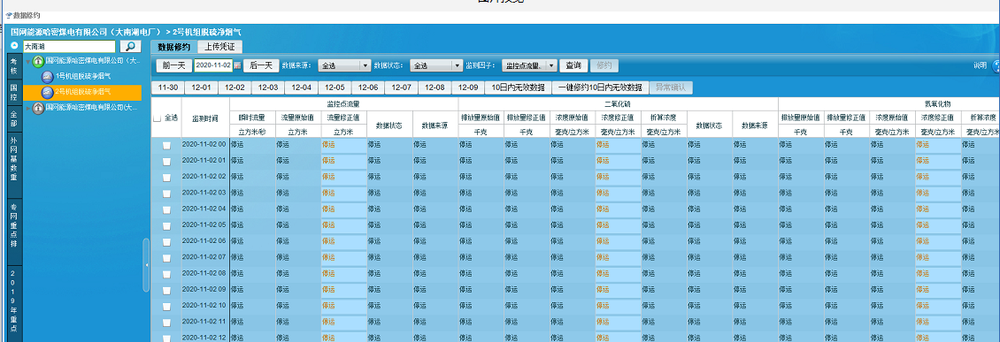 数据修约
国网能源哈密煤电有限公司（大南湖电厂） > 2号机组脱硫净烟气
大南湖
数据修约 上传凭证
考核
国控
全部
外网基数重
专网重点排
2019年重点
国网能源哈密煤电有限公司（大...
1号机组脱硫净烟气
2号机组脱硫净烟气
国网能源哈密煤电有限公司(大...
前一天 2020-11-02 后一天 数据来源： 全选 数据状态： 全选 监测因子： 监控点流量, 查询 修约 说明
11-30 12-01 12-02 12-03 12-04 12-05 12-06 12-07 12-08 12-09 10日内无效数据 一键修约10日内无效数据 异常确认
全选 监测时间 监控点流量 二氧化硫 氮氧化物
瞬时流量 流量原始值 流量修正值 数据状态 数据来源 排放量原始值 排放量修正值 浓度原始值 浓度修正值 折算浓度 数据状态 数据来源 排放量原始值 排放量修正值 浓度原始值 浓度修正值 折算浓度
立方米/秒 立方米 立方米 千克 千克 毫克/立方米 毫克/立方米 毫克/立方米 千克 千克 毫克/立方米 毫克/立方米 毫克/立方米
2020-11-02 00 停运 停运 停运 停运 停运 停运 停运 停运 停运 停运 停运 停运 停运 停运 停运 停运 停运
2020-11-02 01 停运 停运 停运 停运 停运 停运 停运 停运 停运 停运 停运 停运 停运 停运 停运 停运 停运
2020-11-02 02 停运 停运 停运 停运 停运 停运 停运 停运 停运 停运 停运 停运 停运 停运 停运 停运 停运
2020-11-02 03 停运 停运 停运 停运 停运 停运 停运 停运 停运 停运 停运 停运 停运 停运 停运 停运 停运
2020-11-02 04 停运 停运 停运 停运 停运 停运 停运 停运 停运 停运 停运 停运 停运 停运 停运 停运 停运
2020-11-02 05 停运 停运 停运 停运 停运 停运 停运 停运 停运 停运 停运 停运 停运 停运 停运 停运 停运
2020-11-02 06 停运 停运 停运 停运 停运 停运 停运 停运 停运 停运 停运 停运 停运 停运 停运 停运 停运
2020-11-02 07 停运 停运 停运 停运 停运 停运 停运 停运 停运 停运 停运 停运 停运 停运 停运 停运 停运
2020-11-02 08 停运 停运 停运 停运 停运 停运 停运 停运 停运 停运 停运 停运 停运 停运 停运 停运 停运
2020-11-02 09 停运 停运 停运 停运 停运 停运 停运 停运 停运 停运 停运 停运 停运 停运 停运 停运 停运
2020-11-02 10 停运 停运 停运 停运 停运 停运 停运 停运 停运 停运 停运 停运 停运 停运 停运 停运 停运
2020-11-02 11 停运 停运 停运 停运 停运 停运 停运 停运 停运 停运 停运 停运 停运 停运 停运 停运 停运
2020-11-02 12 停运 停运 停运 停运 停运 停运 停运 停运 停运 停运 停运 停运 停运 停运 停运 停运 停运